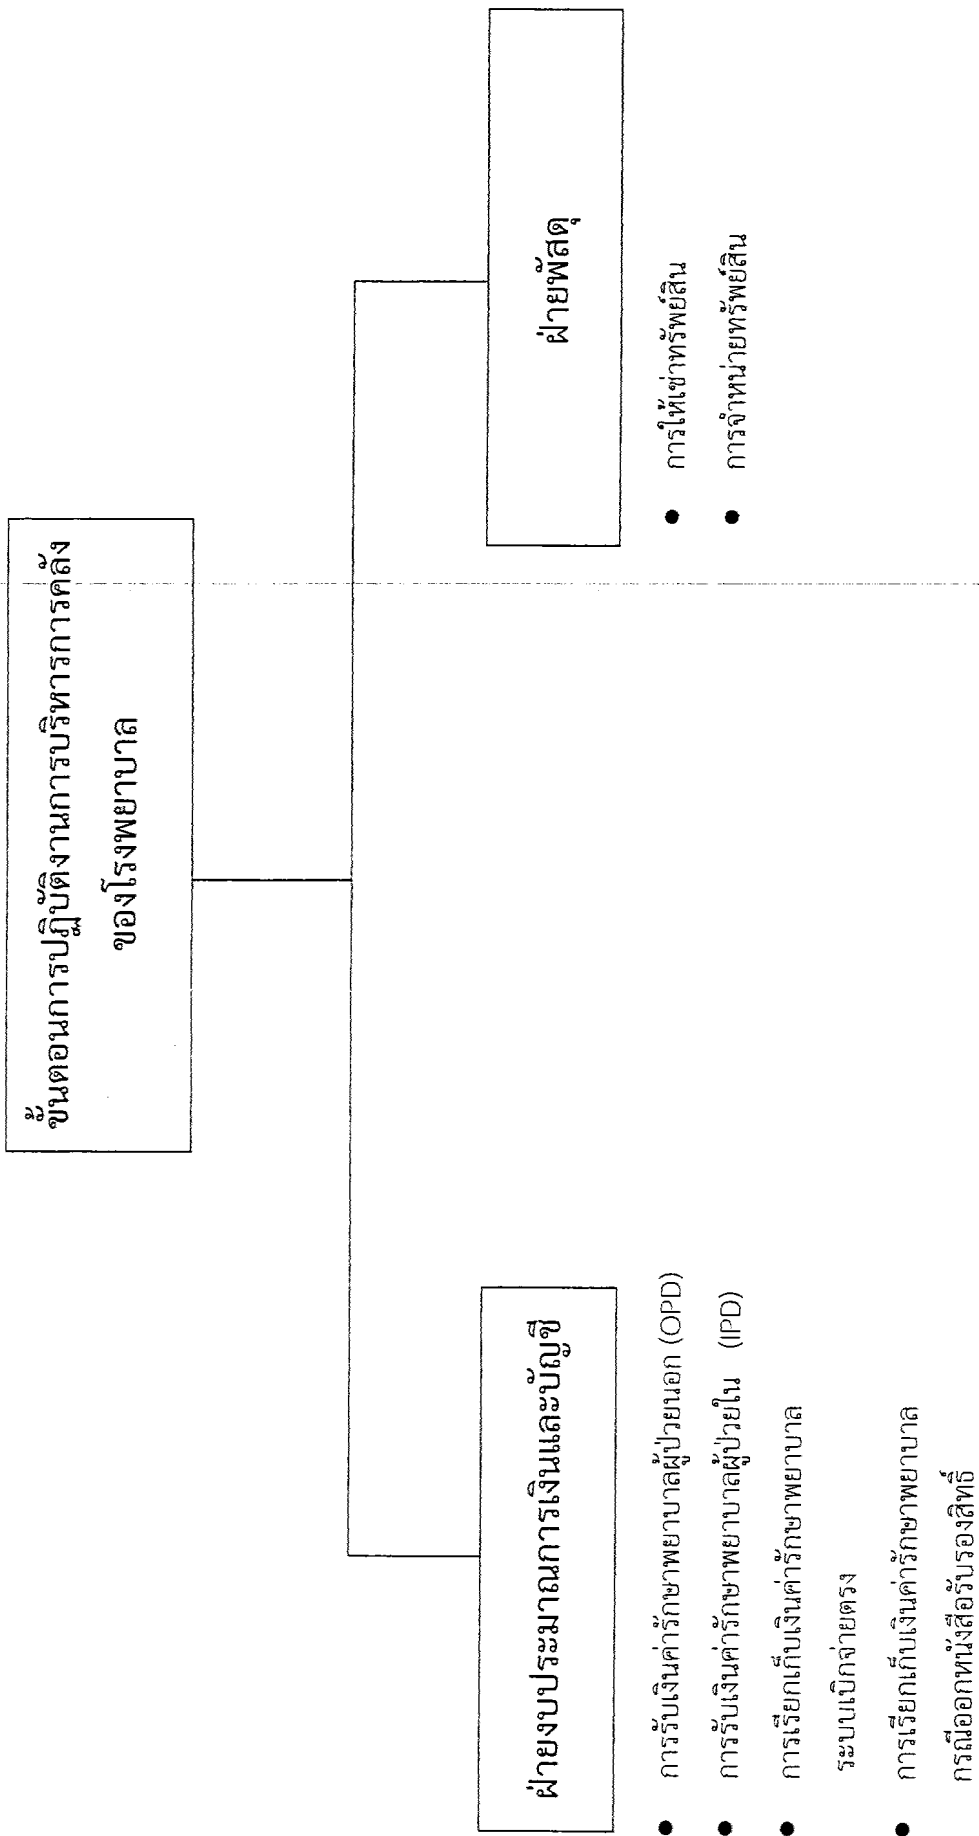 ขั้นตอนการปฏิบัติงานการบริหารการคลัง
ของโรงพยาบาล
ฝ่ายงบประมาณการเงินและบัญชี
● การรับเงินค่ารักษาพยาบาลผู้ป่วยนอก (OPD)
● การรับเงินค่ารักษาพยาบาลผู้ป่วยใน (IPD)
● การเรียกเก็บเงินค่ารักษาพยาบาล
ระบบเบิกจ่ายตรง
● การเรียกเก็บเงินค่ารักษาพยาบาล
กรณีออกหนังสือรับรองสิทธิ์
ฝ่ายพัสดุ
● การให้เช่าทรัพย์สิน
● การจำหน่ายทรัพย์สิน